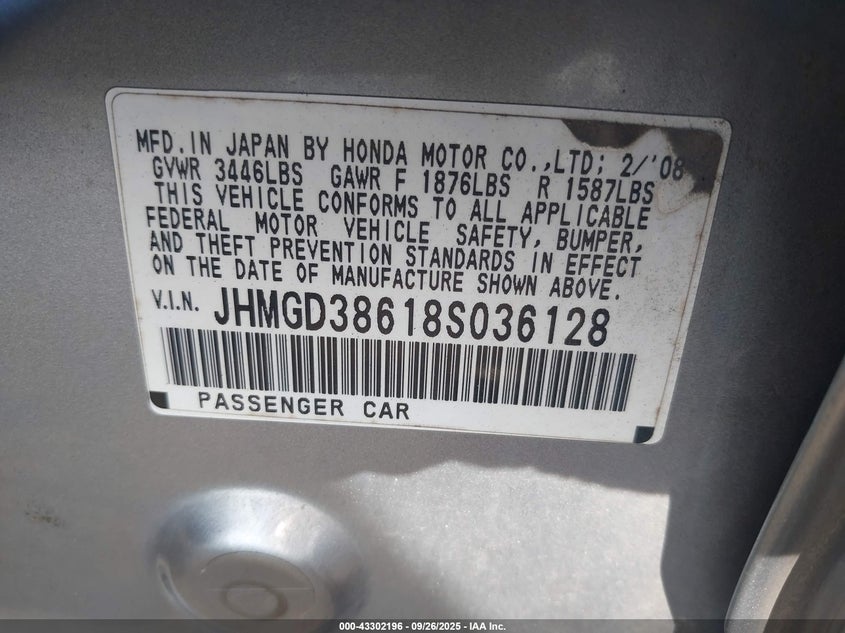 MFD.IN JAPAN BY HONDA MOTOR CO.,LTD; 2/'08
GVWR 3446LBS GAWR F 1876LBS R 1587LBS
THIS VEHICLE CONFORMS TO ALL APPLICABLE
FEDERAL MOTOR VEHICLE SAFETY, BUMPER,
AND THEFT PREVENTION STANDARDS IN EFFECT
ON THE DATE OF MANUFACTURE SHOWN ABOVE.
V.I.N. JHMGD38618S036128
PASSENGER CAR
000-43302196 - 09/26/2025 - IAA Inc.